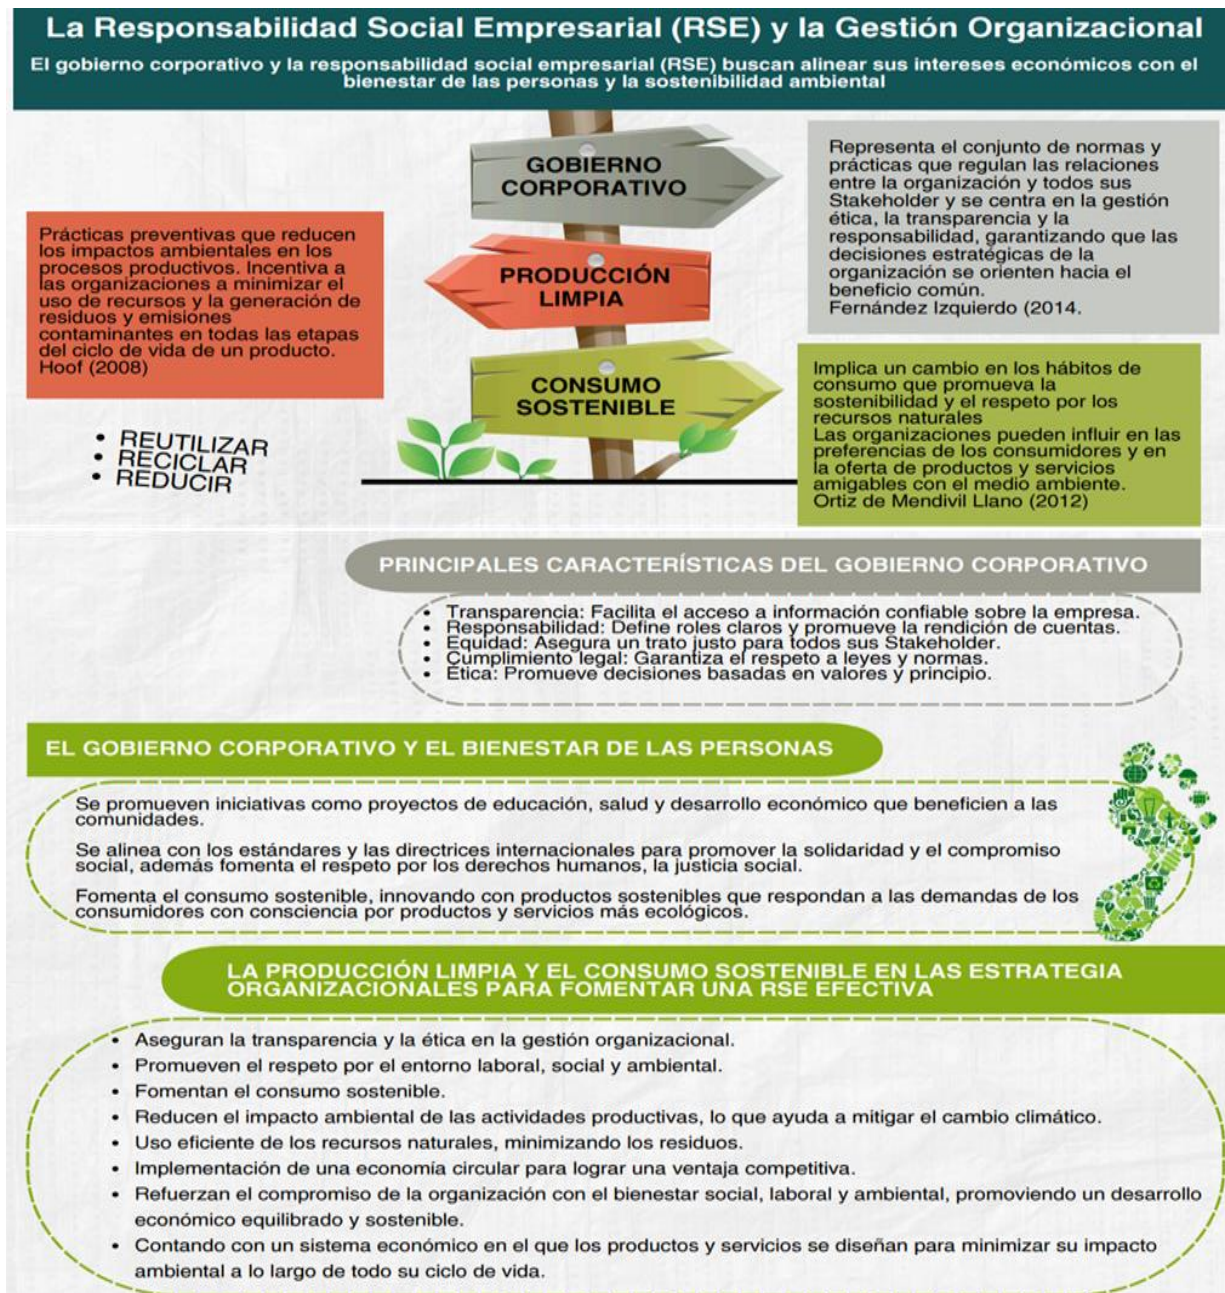 La Responsabilidad Social Empresarial (RSE) y la Gestión Organizacional
El gobierno corporativo y la responsabilidad social empresarial (RSE) buscan alinear sus intereses económicos con el
bienestar de las personas y la sostenibilidad ambiental
GOBIERNO
CORPORATIVO
Representa el conjunto de normas y
prácticas que regulan las relaciones
entre la organización y todos sus
Stakeholder y se centra en la gestión
ética, la transparencia y la
responsabilidad, garantizando que las
decisiones estratégicas de la
organización se orienten hacia el
beneficio común.
Fernández Izquierdo (2014.
Prácticas preventivas que reducen
los impactos ambientales en los
procesos productivos. Incentiva a
las organizaciones a minimizar el
uso de recursos y la generación de
residuos y emisiones
contaminantes en todas las etapas
del ciclo de vida de un producto.
Hoof (2008)
PRODUCCIÓN
LIMPIA
CONSUMO
SOSTENIBLE
Implica un cambio en los hábitos de
consumo que promueva la
sostenibilidad y el respeto por los
recursos naturales
Las organizaciones pueden influir en las
preferencias de los consumidores y en
la oferta de productos y servicios
amigables con el medio ambiente.
Ortiz de Mendivil Llano (2012)
• REUTILIZAR
• RECICLAR
• REDUCIR
PRINCIPALES CARACTERÍSTICAS DEL GOBIERNO CORPORATIVO
• Transparencia: Facilita el acceso a información confiable sobre la empresa.
• Responsabilidad: Define roles claros y promueve la rendición de cuentas.
• Equidad: Asegura un trato justo para todos sus Stakeholder.
• Cumplimiento legal: Garantiza el respeto a leyes y normas.
• Ética: Promueve decisiones basadas en valores y principio.
EL GOBIERNO CORPORATIVO Y EL BIENESTAR DE LAS PERSONAS
Se promueven iniciativas como proyectos de educación, salud y desarrollo económico que beneficien a las
comunidades.
Se alinea con los estándares y las directrices internacionales para promover la solidaridad y el compromiso
social, además fomenta el respeto por los derechos humanos, la justicia social.
Fomenta el consumo sostenible, innovando con productos sostenibles que respondan a las demandas de los
consumidores con consciencia por productos y servicios más ecológicos.
LA PRODUCCIÓN LIMPIA Y EL CONSUMO SOSTENIBLE EN LAS ESTRATEGIA
ORGANIZACIONALES PARA FOMENTAR UNA RSE EFECTIVA
• Aseguran la transparencia y la ética en la gestión organizacional.
• Promueven el respeto por el entorno laboral, social y ambiental.
• Fomentan el consumo sostenible.
• Reducen el impacto ambiental de las actividades productivas, lo que ayuda a mitigar el cambio climático.
• Uso eficiente de los recursos naturales, minimizando los residuos.
• Implementación de una economía circular para lograr una ventaja competitiva.
• Refuerzan el compromiso de la organización con el bienestar social, laboral y ambiental, promoviendo un desarrollo
económico equilibrado y sostenible.
• Contando con un sistema económico en el que los productos y servicios se diseñan para minimizar su impacto
ambiental a lo largo de todo su ciclo de vida.